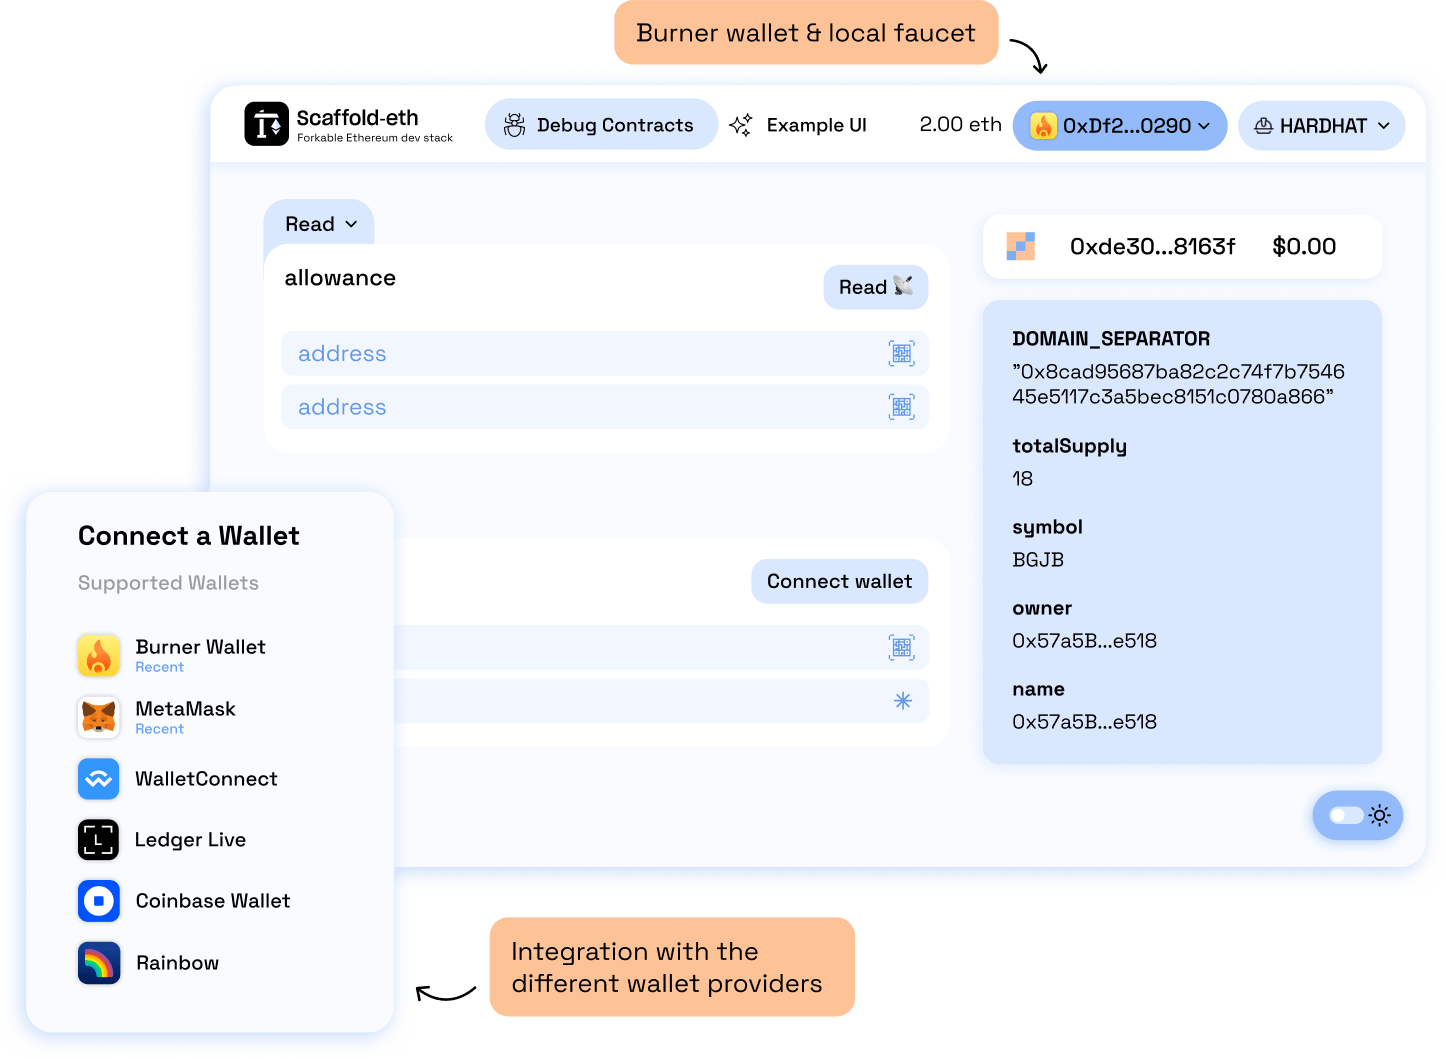 Burner wallet & local faucet
Scaffold-eth
Forkable Ethereum dev stack
Debug Contracts
Example UI
2.00 eth
0xDf2...0290
HARDHAT
Read
allowance
Read
address
address
0xde30...8163f
$0.00
DOMAIN_SEPARATOR
"0x8cad95687ba82c2c74f7b7546
45e5117c3a5bec8151c0780a866"
totalSupply
18
symbol
BGJB
owner
0x57a5B...e518
name
0x57a5B...e518
Connect wallet
Connect a Wallet
Supported Wallets
Burner Wallet
Recent
MetaMask
Recent
WalletConnect
L
Ledger Live
Coinbase Wallet
Rainbow
Integration with the
different wallet providers